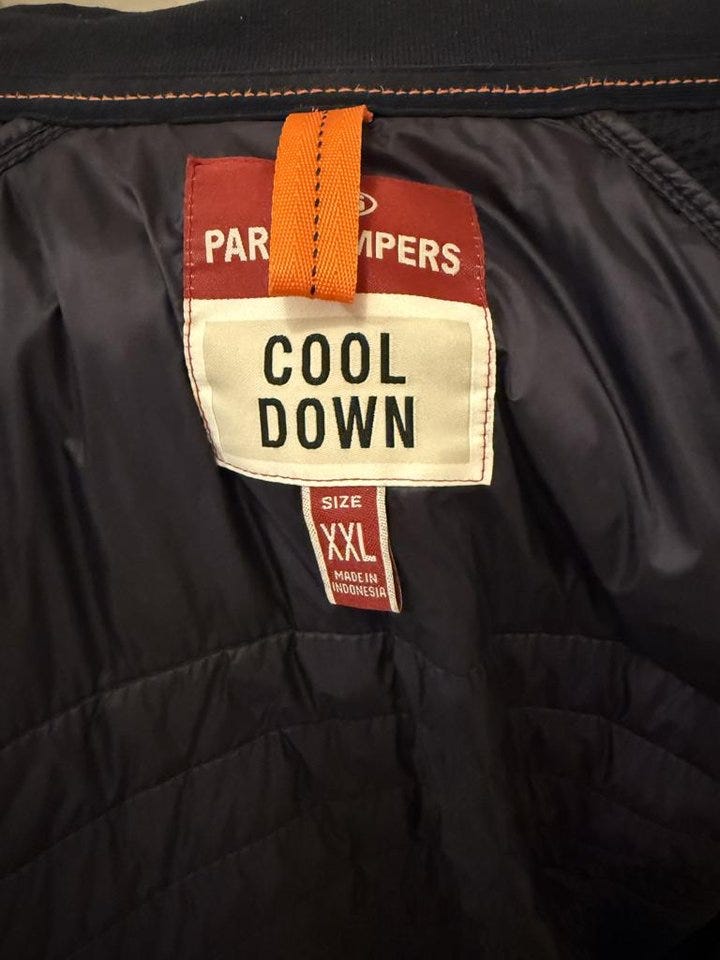 PAR MPERS
COOL
DOWN
SIZE
XXL
MADE IN
INDONESIA